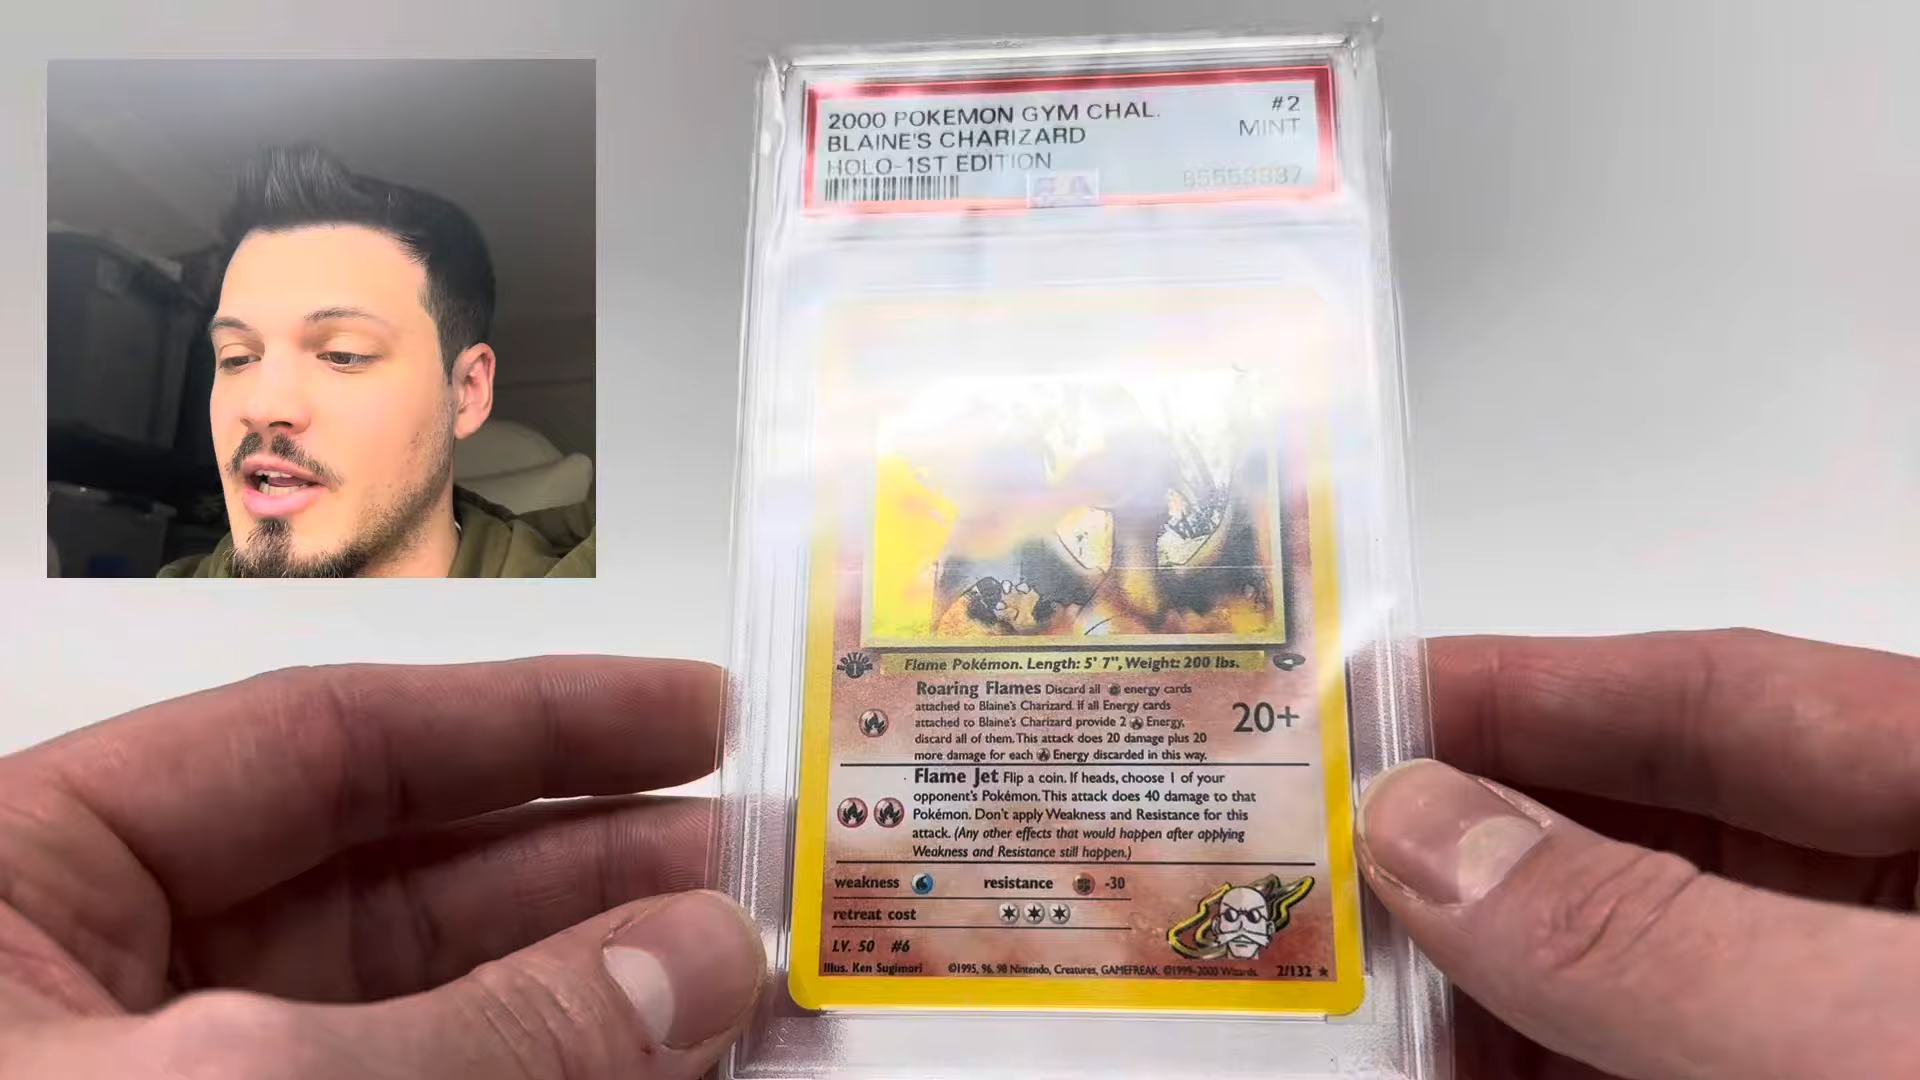 2000 POKEMON GYM CHAL.
#2
BLAINE'S CHARIZARD
MINT
HOLO-1ST EDITION
EDITION
1
Flame Pokémon. Length: 5' 7", Weight: 200 lbs.
Roaring Flames Discard all energy cards
attached to Blaine's Charizard. If all Energy cards
attached to Blaine's Charizard provide 2 Energy,
discard all of them. This attack does 20 damage plus 20
more damage for each Energy discarded in this way.
20+
Flame Jet Flip a coin. If heads, choose 1 of your
opponent's Pokémon. This attack does 40 damage to that
Pokémon. Don't apply Weakness and Resistance for this
attack. (Any other effects that would happen after applying
Weakness and Resistance still happen.)
weakness resistance -30
retreat cost
LV. 50 #6
Illus. Ken Sugimori ©1995, 96, 98 Nintendo, Creatures, GAMEFREAK. ©1999-2000 Wizards. 2/132 ★